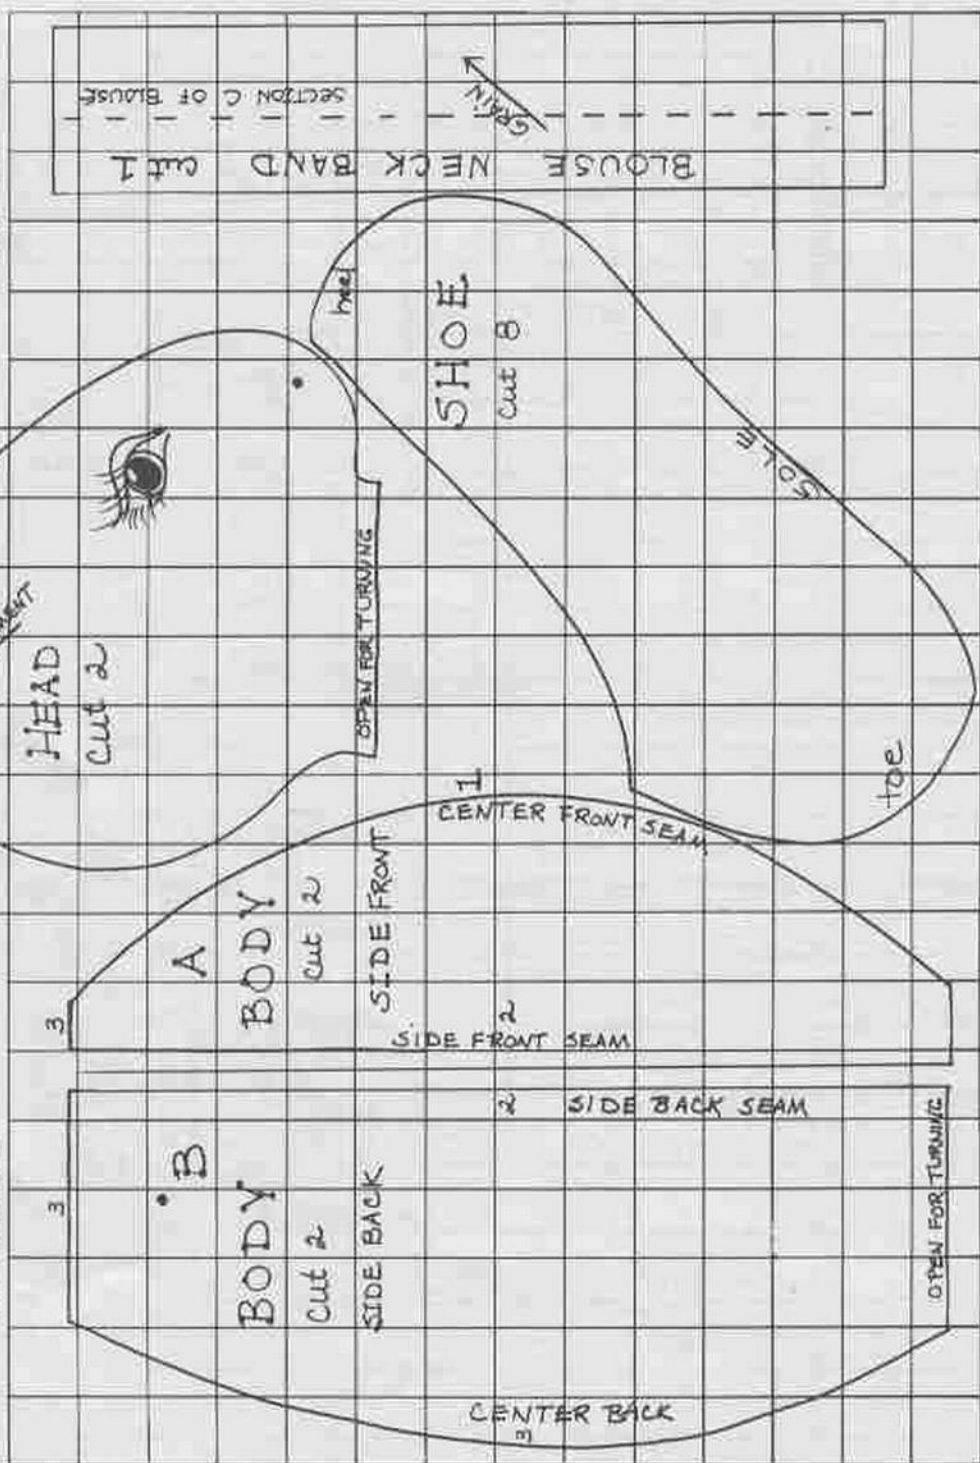 SECTION C OF BLOUSE
GRAIN
BLOUSE NECK BAND cut 1
heel
SHOE
cut 8
SOLE
toe
HEAD
cut 2
OPEN FOR TURNING
1
CENTER FRONT SEAM
A
BODY
cut 2
SIDE FRONT
3
2
SIDE FRONT SEAM
2
SIDE BACK SEAM
B
BODY
cut 2
SIDE BACK
3
OPEN FOR TURNING
CENTER BACK
3